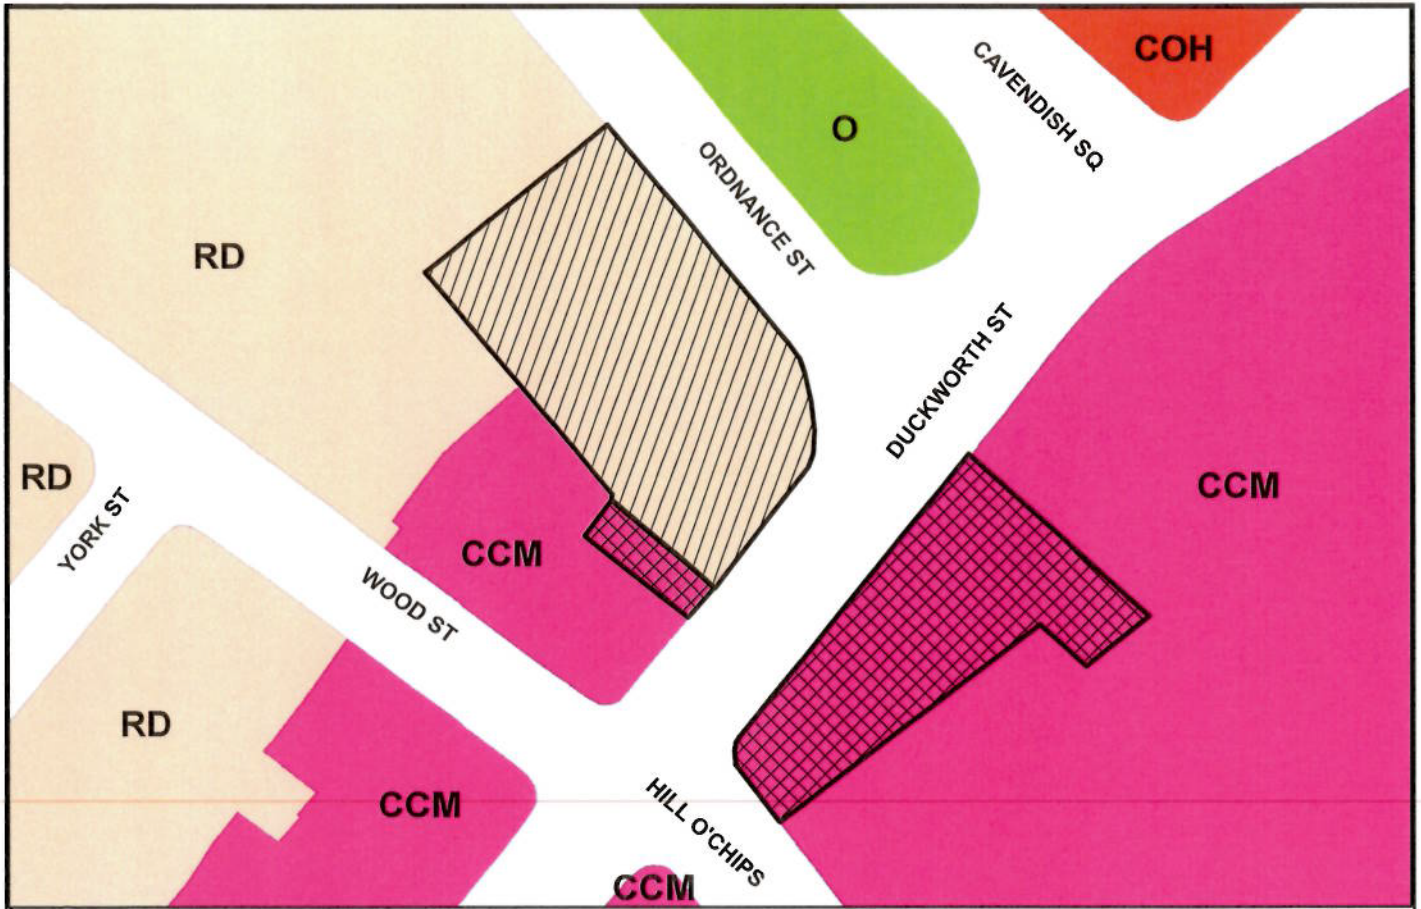 COH
CAVENDISH SQ
O
ORDNANCE ST
RD
DUCKWORTH ST
RD
CCM
YORK ST
CCM
WOOD ST
RD
CCM
HILL O'CHIPS
CCM